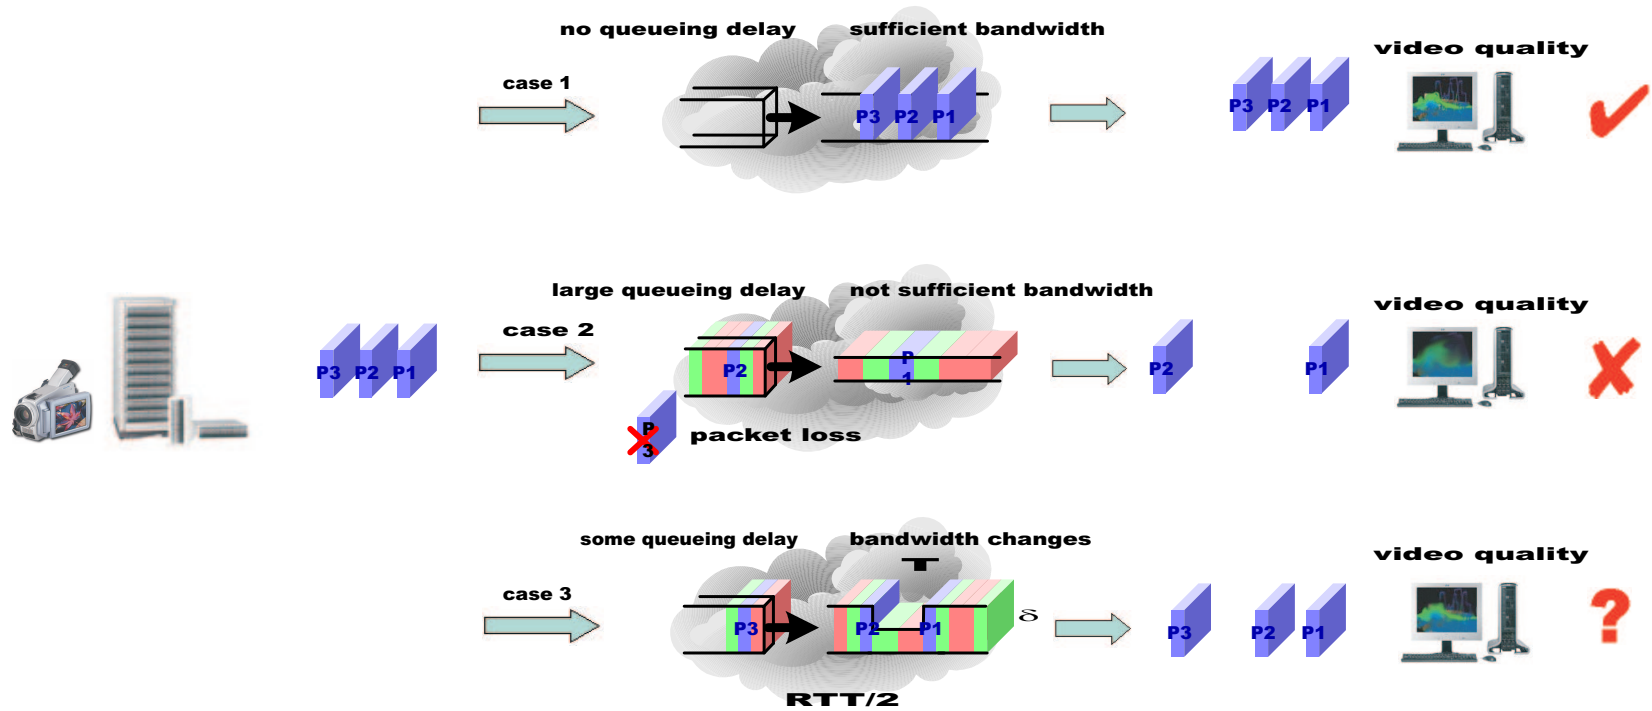 no queueing delay
sufficient bandwidth
video quality
case 1
P3 P2 P1
P3 P2 P1
large queueing delay
not sufficient bandwidth
video quality
case 2
P3 P2 P1
P2
P
1
P2
P1
P
3
packet loss
some queueing delay
bandwidth changes
video quality
case 3
P3
P2
P1
δ
P3
P2 P1
RTT/2